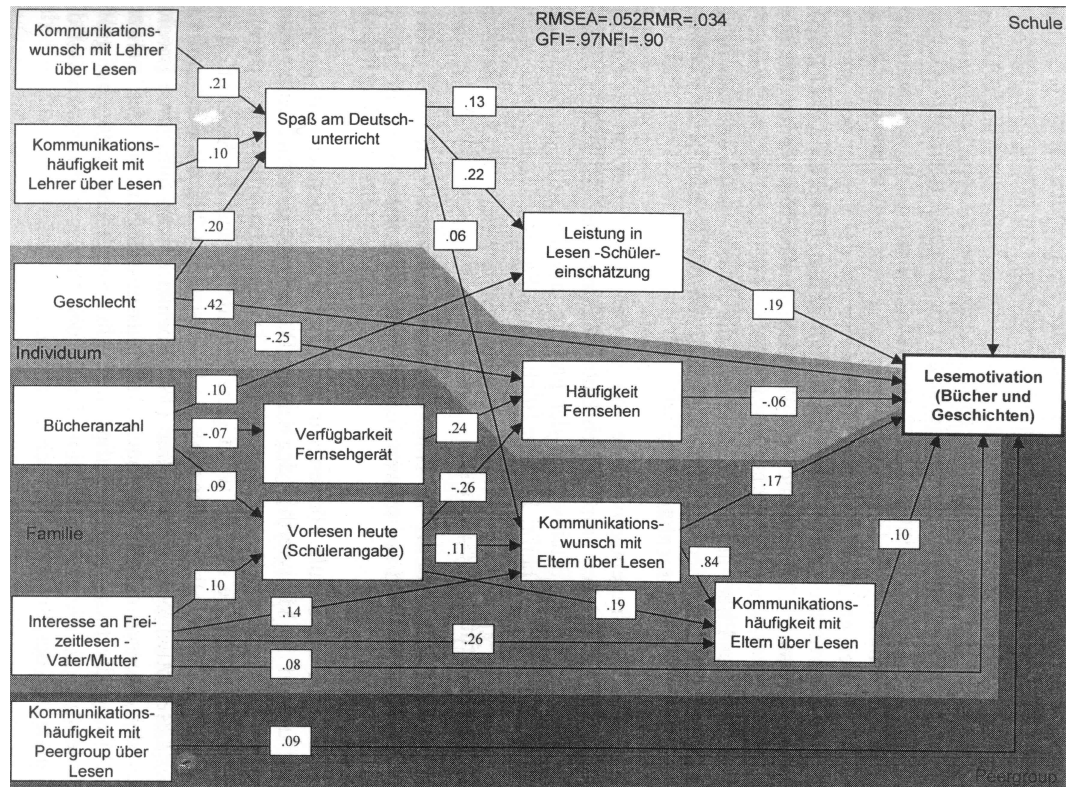 RMSEA=.052RMR=.034
GFI=.97NFI=.90
Schule
Kommunikations-
wunsch mit Lehrer
über Lesen
.21
Spaß am Deutsch-
unterricht
.13
Kommunikations-
häufigkeit mit
Lehrer über Lesen
.10
.22
.20
.06
Leistung in
Lesen -Schüler-
einschätzung
Geschlecht
.42
.19
-.25
Individuum
Lesemotivation
(Bücher und
Geschichten)
.10
Häufigkeit
Fernsehen
-.06
Bücheranzahl
-.07
Verfügbarkeit
Fernsehgerät
.24
.09
-.26
.17
Familie
Vorlesen heute
(Schülerangabe)
.11
Kommunikations-
wunsch mit
Eltern über Lesen
.10
.84
.10
.14
.19
Interesse an Frei-
zeitlesen -
Vater/Mutter
.26
Kommunikations-
häufigkeit mit
Eltern über Lesen
.08
Kommunikations-
häufigkeit mit
Peergroup über
Lesen
.09
Peergroup